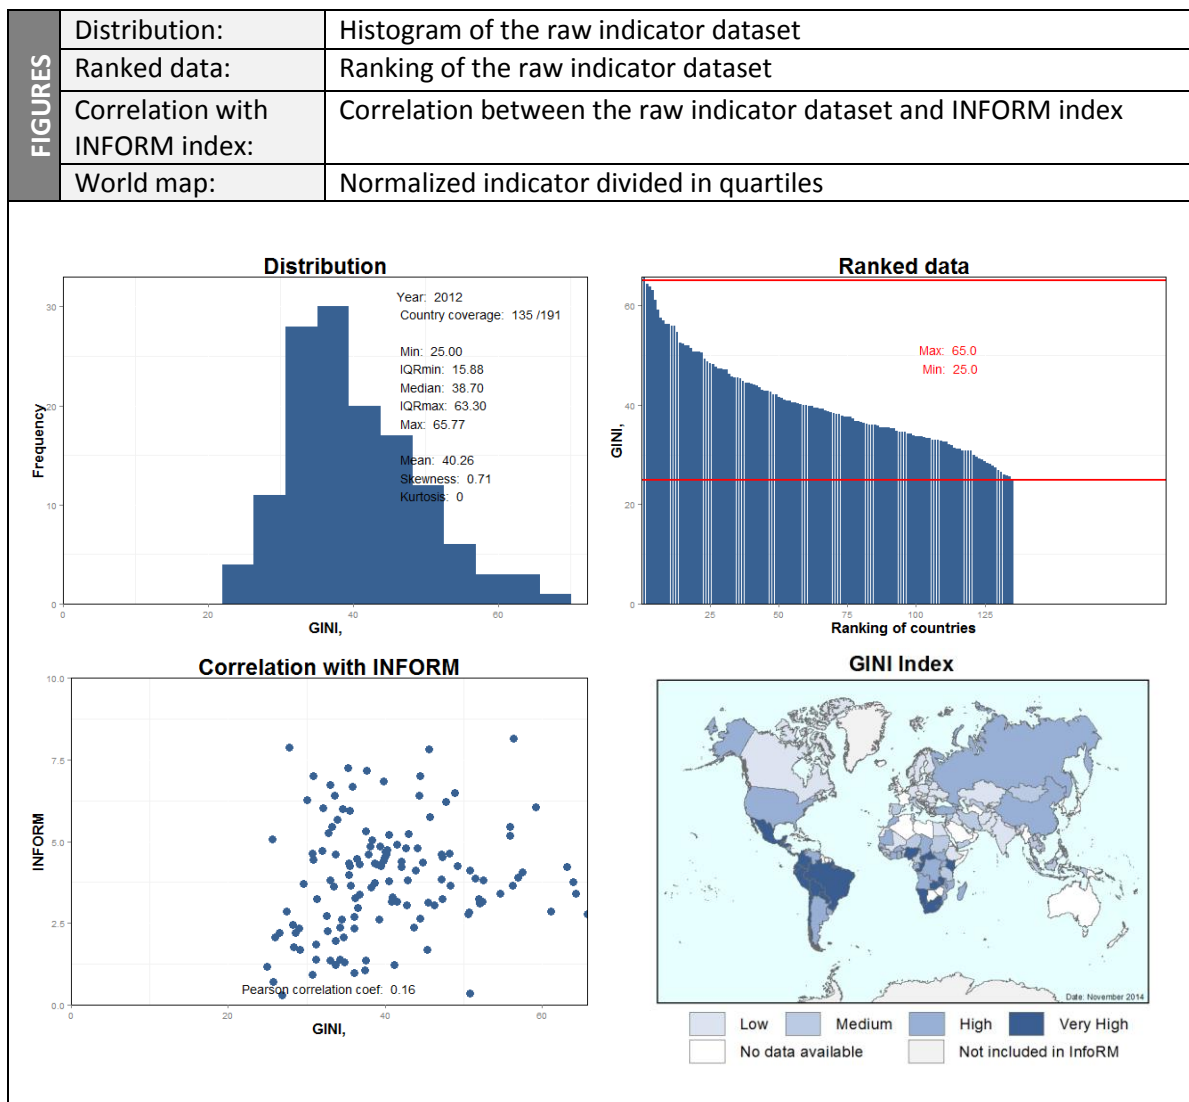 FIGURES
Distribution: Histogram of the raw indicator dataset
Ranked data: Ranking of the raw indicator dataset
Correlation with Correlation between the raw indicator dataset and INFORM index
INFORM index:
World map: Normalized indicator divided in quartiles
Distribution
Year: 2012
Country coverage: 135 /191
Min: 25.00
IQRmin: 15.88
Median: 38.70
IQRmax: 63.30
Max: 65.77
Mean: 40.26
Skewness: 0.71
Kurtosis: 0
Frequency
30
20
10
0
0 20 40 60
GINI,
Ranked data
Max: 65.0
Min: 25.0
GINI,
60
40
20
0
25 50 75 100 125
Ranking of countries
Correlation with INFORM
INFORM
10.0
7.5
5.0
2.5
0.0
Pearson correlation coef: 0.16
0 20 40 60
GINI,
GINI Index
Date: November 2014
Low Medium High Very High
No data available Not included in InfoRM